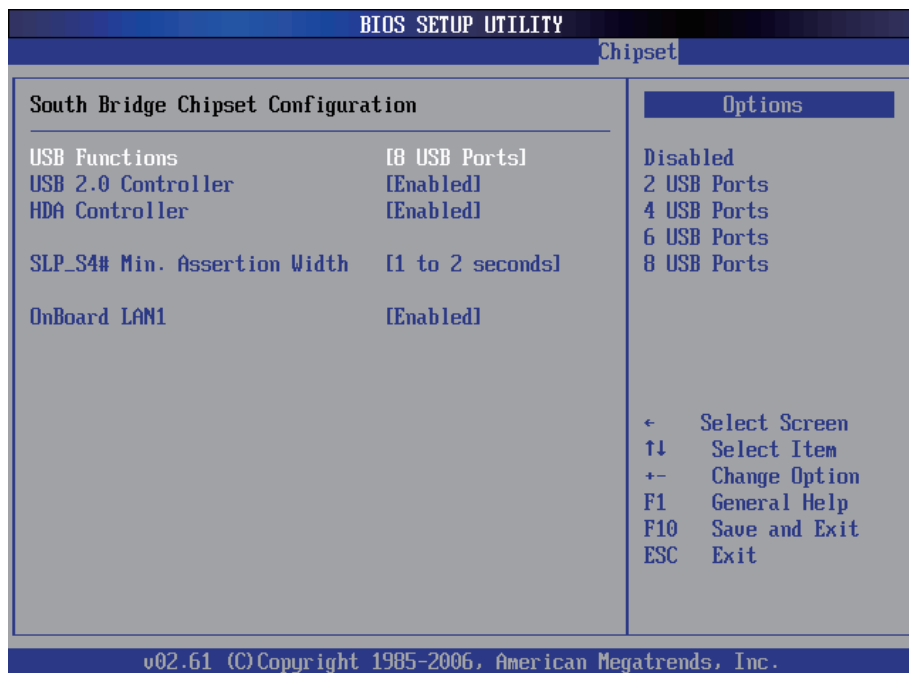 BIOS SETUP UTILITY
Chipset
South Bridge Chipset Configuration
USB Functions [8 USB Ports]
USB 2.0 Controller [Enabled]
HDA Controller [Enabled]
SLP_S4# Min. Assertion Width [1 to 2 seconds]
OnBoard LAN1 [Enabled]
Options
Disabled
2 USB Ports
4 USB Ports
6 USB Ports
8 USB Ports
← Select Screen
↑↓ Select Item
+- Change Option
F1 General Help
F10 Save and Exit
ESC Exit
v02.61 (C)Copyright 1985-2006, American Megatrends, Inc.